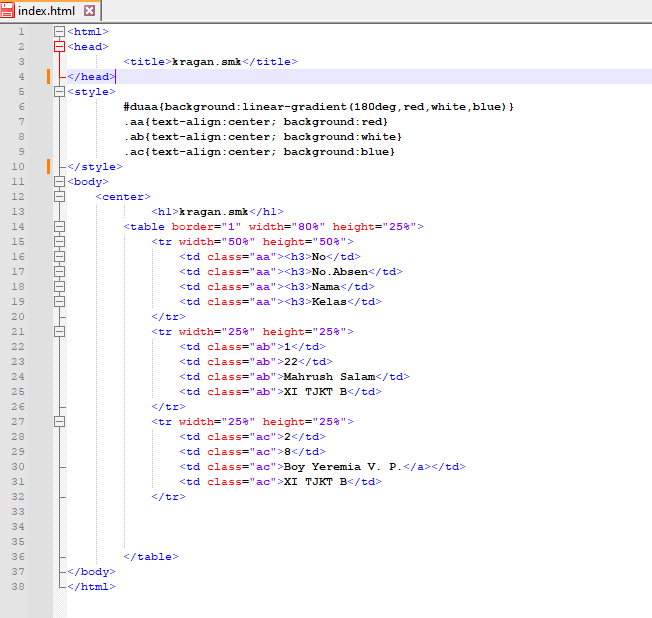 index.html
1 <html>
2 <head>
3 <title>kragan.smk</title>
4 </head>
5 <style>
6 #duaa{background:linear-gradient(180deg,red,white,blue)}
7 .aa{text-align:center; background:red}
8 .ab{text-align:center; background:white}
9 .ac{text-align:center; background:blue}
10 </style>
11 <body>
12 <center>
13 <h1>kragan.smk</h1>
14 <table border="1" width="80%" height="25%">
15 <tr width="50%" height="50%">
16 <td class="aa"><h3>No</td>
17 <td class="aa"><h3>No.Absen</td>
18 <td class="aa"><h3>Nama</td>
19 <td class="aa"><h3>Kelas</td>
20 </tr>
21 <tr width="25%" height="25%">
22 <td class="ab">1</td>
23 <td class="ab">22</td>
24 <td class="ab">Mahrush Salam</td>
25 <td class="ab">XI TJKT B</td>
26 </tr>
27 <tr width="25%" height="25%">
28 <td class="ac">2</td>
29 <td class="ac">8</td>
30 <td class="ac">Boy Yeremia V. P.</a></td>
31 <td class="ac">XI TJKT B</td>
32 </tr>
33
34
35
36 </table>
37 </body>
38 </html>